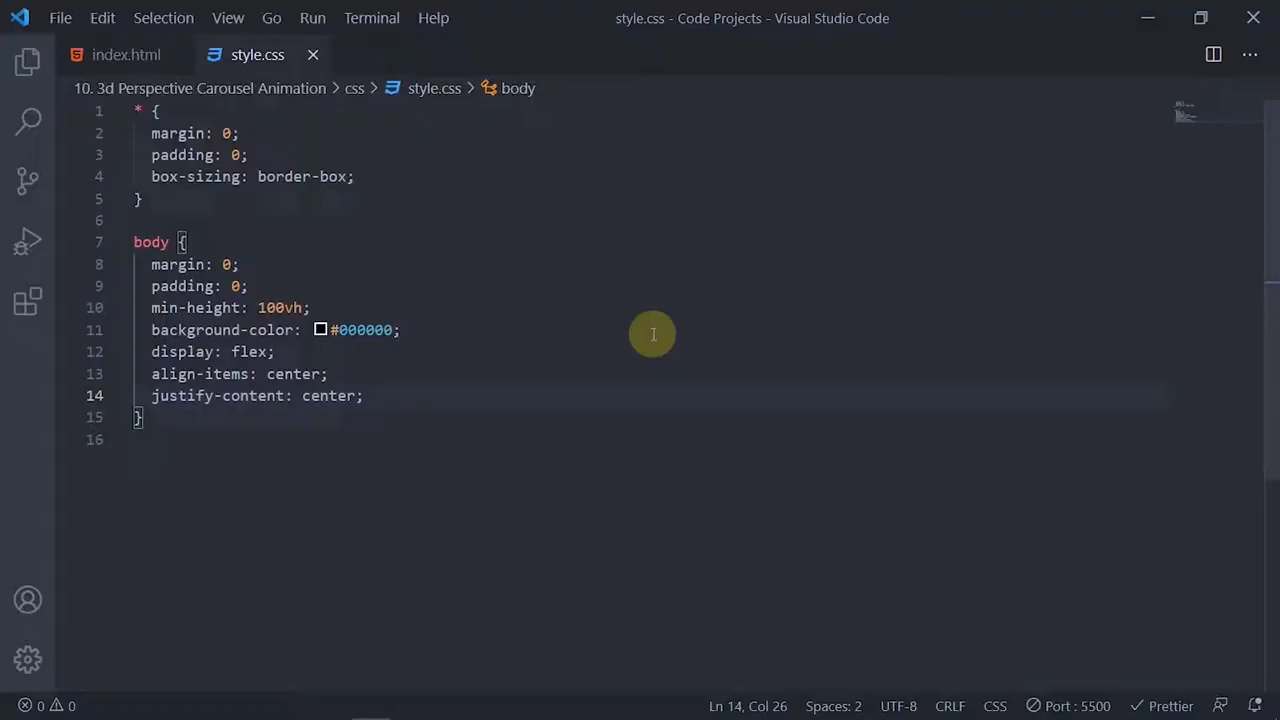 File Edit Selection View Go Run Terminal Help style.css - Code Projects - Visual Studio Code
index.html style.css
10. 3d Perspective Carousel Animation > css > style.css > body
1 * {
2 margin: 0;
3 padding: 0;
4 box-sizing: border-box;
5 }
6
7 body {
8 margin: 0;
9 padding: 0;
10 min-height: 100vh;
11 background-color: #000000;
12 display: flex;
13 align-items: center;
14 justify-content: center;
15 }
16
0 0 Ln 14, Col 26 Spaces: 2 UTF-8 CRLF CSS Port : 5500 Prettier